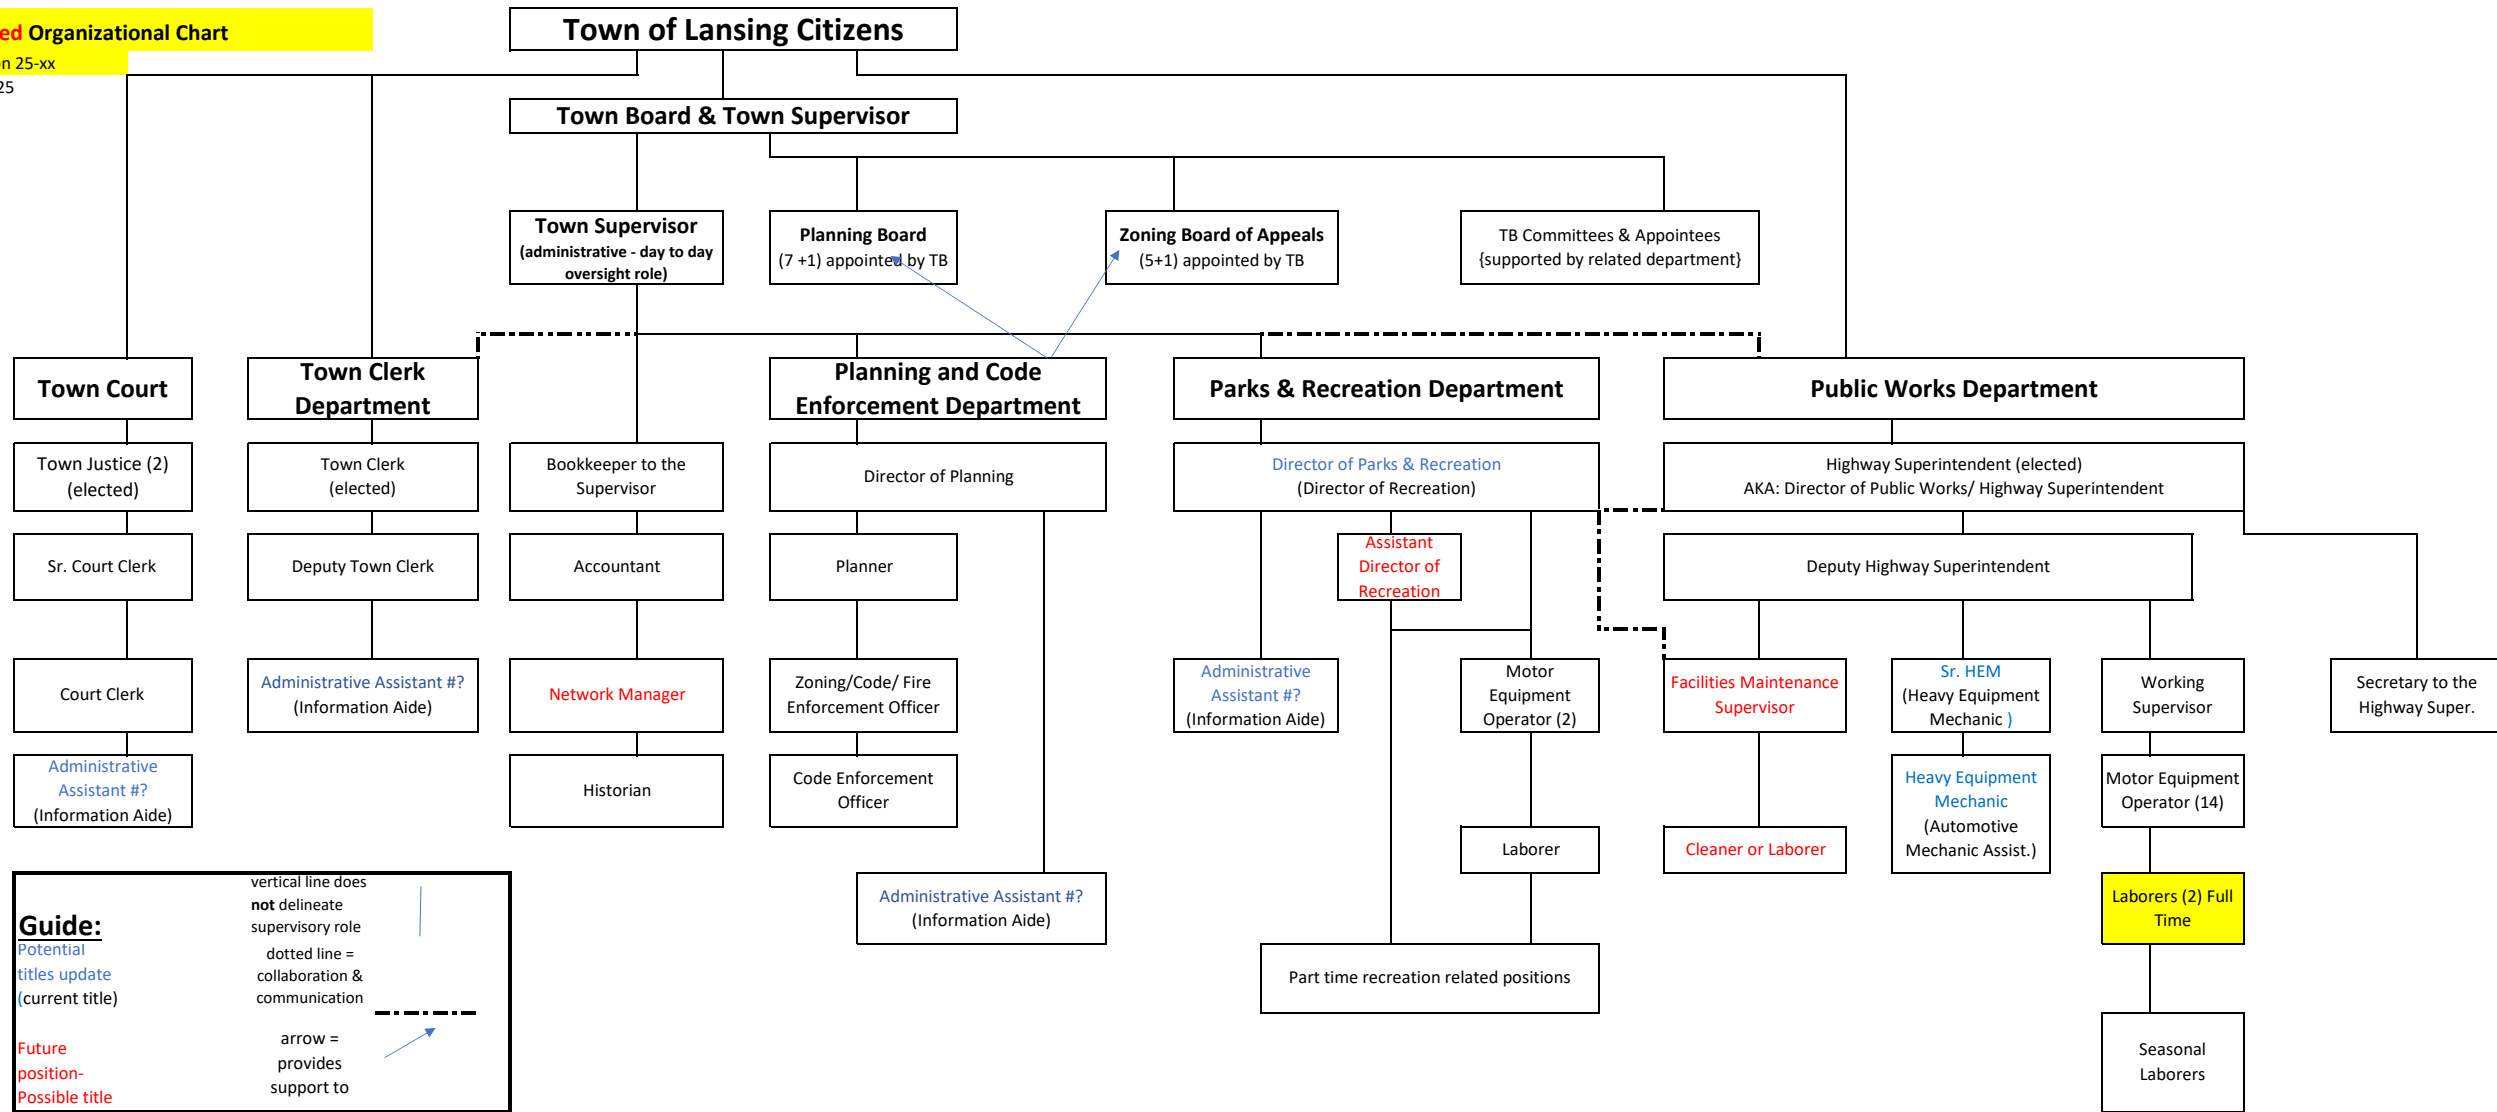 ed Organizational Chart
on 25-xx
25
Town of Lansing Citizens
Town Board & Town Supervisor
Town Supervisor
(administrative - day to day
oversight role)
Planning Board
(7 +1) appointed by TB
Zoning Board of Appeals
(5+1) appointed by TB
TB Committees & Appointees
{supported by related department}
Town Court
Town Clerk
Department
Planning and Code
Enforcement Department
Parks & Recreation Department
Public Works Department
Town Justice (2)
(elected)
Town Clerk
(elected)
Bookkeeper to the
Supervisor
Director of Planning
Director of Parks & Recreation
(Director of Recreation)
Highway Superintendent (elected)
AKA: Director of Public Works/ Highway Superintendent
Sr. Court Clerk
Deputy Town Clerk
Accountant
Planner
Assistant
Director of
Recreation
Deputy Highway Superintendent
Court Clerk
Administrative Assistant #?
(Information Aide)
Network Manager
Zoning/Code/ Fire
Enforcement Officer
Administrative
Assistant #?
(Information Aide)
Motor
Equipment
Operator (2)
Facilities Maintenance
Supervisor
Sr. HEM
(Heavy Equipment
Mechanic )
Working
Supervisor
Secretary to the
Highway Super.
Administrative
Assistant #?
(Information Aide)
Historian
Code Enforcement
Officer
Heavy Equipment
Mechanic
(Automotive
Mechanic Assist.)
Motor Equipment
Operator (14)
Laborer
Cleaner or Laborer
Administrative Assistant #?
(Information Aide)
Laborers (2) Full
Time
Part time recreation related positions
Seasonal
Laborers
Guide:
Potential
titles update
(current title)
Future
position-
Possible title
vertical line does
not delineate
supervisory role
dotted line =
collaboration &
communication
arrow =
provides
support to